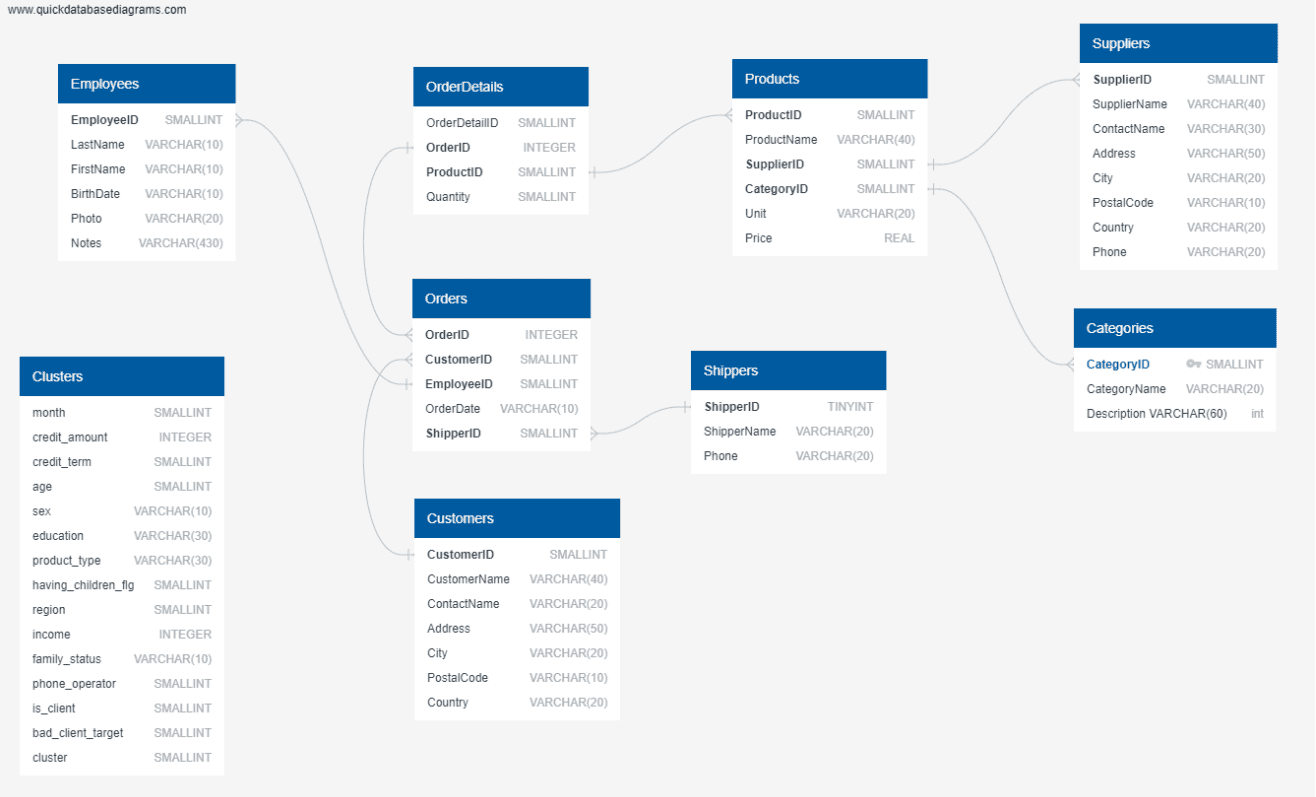 www.quickdatabasediagrams.com
Employees
EmployeeID SMALLINT
LastName VARCHAR(10)
FirstName VARCHAR(10)
BirthDate VARCHAR(10)
Photo VARCHAR(20)
Notes VARCHAR(430)
OrderDetails
OrderDetailID SMALLINT
OrderID INTEGER
ProductID SMALLINT
Quantity SMALLINT
Products
ProductID SMALLINT
ProductName VARCHAR(40)
SupplierID SMALLINT
CategoryID SMALLINT
Unit VARCHAR(20)
Price REAL
Suppliers
SupplierID SMALLINT
SupplierName VARCHAR(40)
ContactName VARCHAR(30)
Address VARCHAR(50)
City VARCHAR(20)
PostalCode VARCHAR(10)
Country VARCHAR(20)
Phone VARCHAR(20)
Orders
OrderID INTEGER
CustomerID SMALLINT
EmployeeID SMALLINT
OrderDate VARCHAR(10)
ShipperID SMALLINT
Categories
CategoryID SMALLINT
CategoryName VARCHAR(20)
Description VARCHAR(60) int
Clusters
month SMALLINT
credit_amount INTEGER
credit_term SMALLINT
age SMALLINT
sex VARCHAR(10)
education VARCHAR(30)
product_type VARCHAR(30)
having_children_flg SMALLINT
region SMALLINT
income INTEGER
family_status VARCHAR(10)
phone_operator SMALLINT
is_client SMALLINT
bad_client_target SMALLINT
cluster SMALLINT
Shippers
ShipperID TINYINT
ShipperName VARCHAR(20)
Phone VARCHAR(20)
Customers
CustomerID SMALLINT
CustomerName VARCHAR(40)
ContactName VARCHAR(20)
Address VARCHAR(50)
City VARCHAR(20)
PostalCode VARCHAR(10)
Country VARCHAR(20)